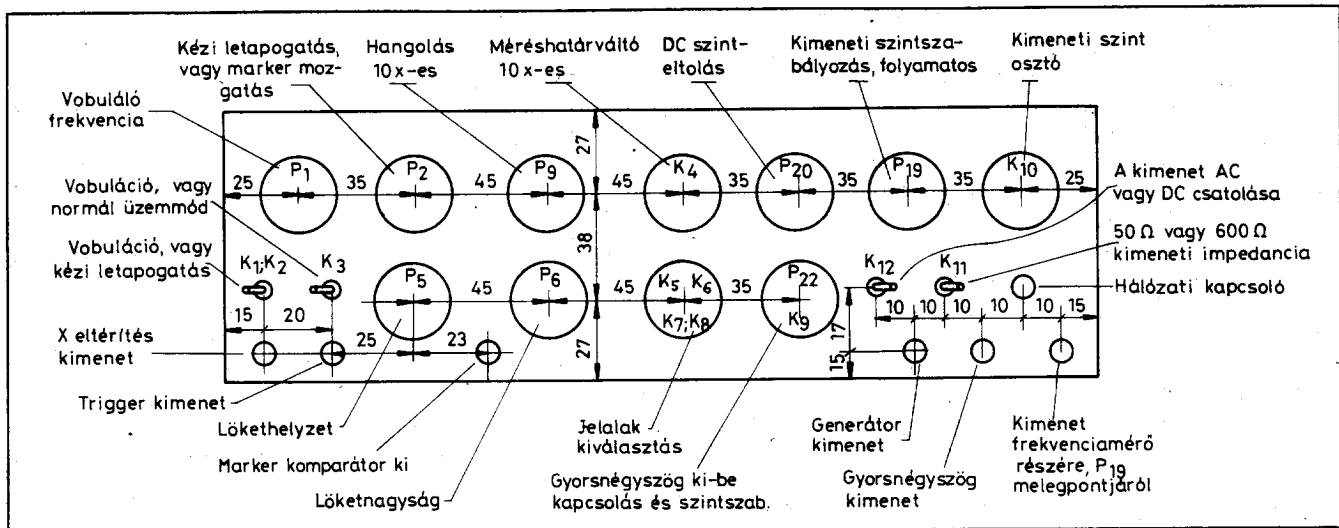 Kézi letapogatás,
vagy marker moz-
gatás
Hangolás
10x-es
Méréshatárváltó
10x-es
DC szint-
eltolás
Kimeneti szintsza-
bályozás, folyamatos
Kimeneti szint
osztó
Vobuláló
frekvencia
Vobuláció, vagy
normál üzemmód
Vobuláció, vagy
kézi letapogatás
A kimenet AC
vagy DC csatolása
50 Ω vagy 600 Ω
kimeneti impedancia
Hálózati kapcsoló
P1 P2 P9 K4 P20 P19 K10
25 35 45 27 45 35 35 35 25
38
K1;K2 K3 P5 P6 K5 K6 P22 K12 K11
K7;K8 K9
45 45 35
15 20 10 10 10 10 10 15
17
25 23 27 15
X eltérítés
kimenet
Trigger kimenet
Lökethelyzet
Marker komparátor ki
Löketnagyság
Jelalak
kiválasztás
Gyorsnégyszög ki-be
kapcsolás és szintszab.
Generátor
kimenet
Gyorsnégyszög
kimenet
Kimenet
frekvenciamérő
részére, P19
melegpontjáról